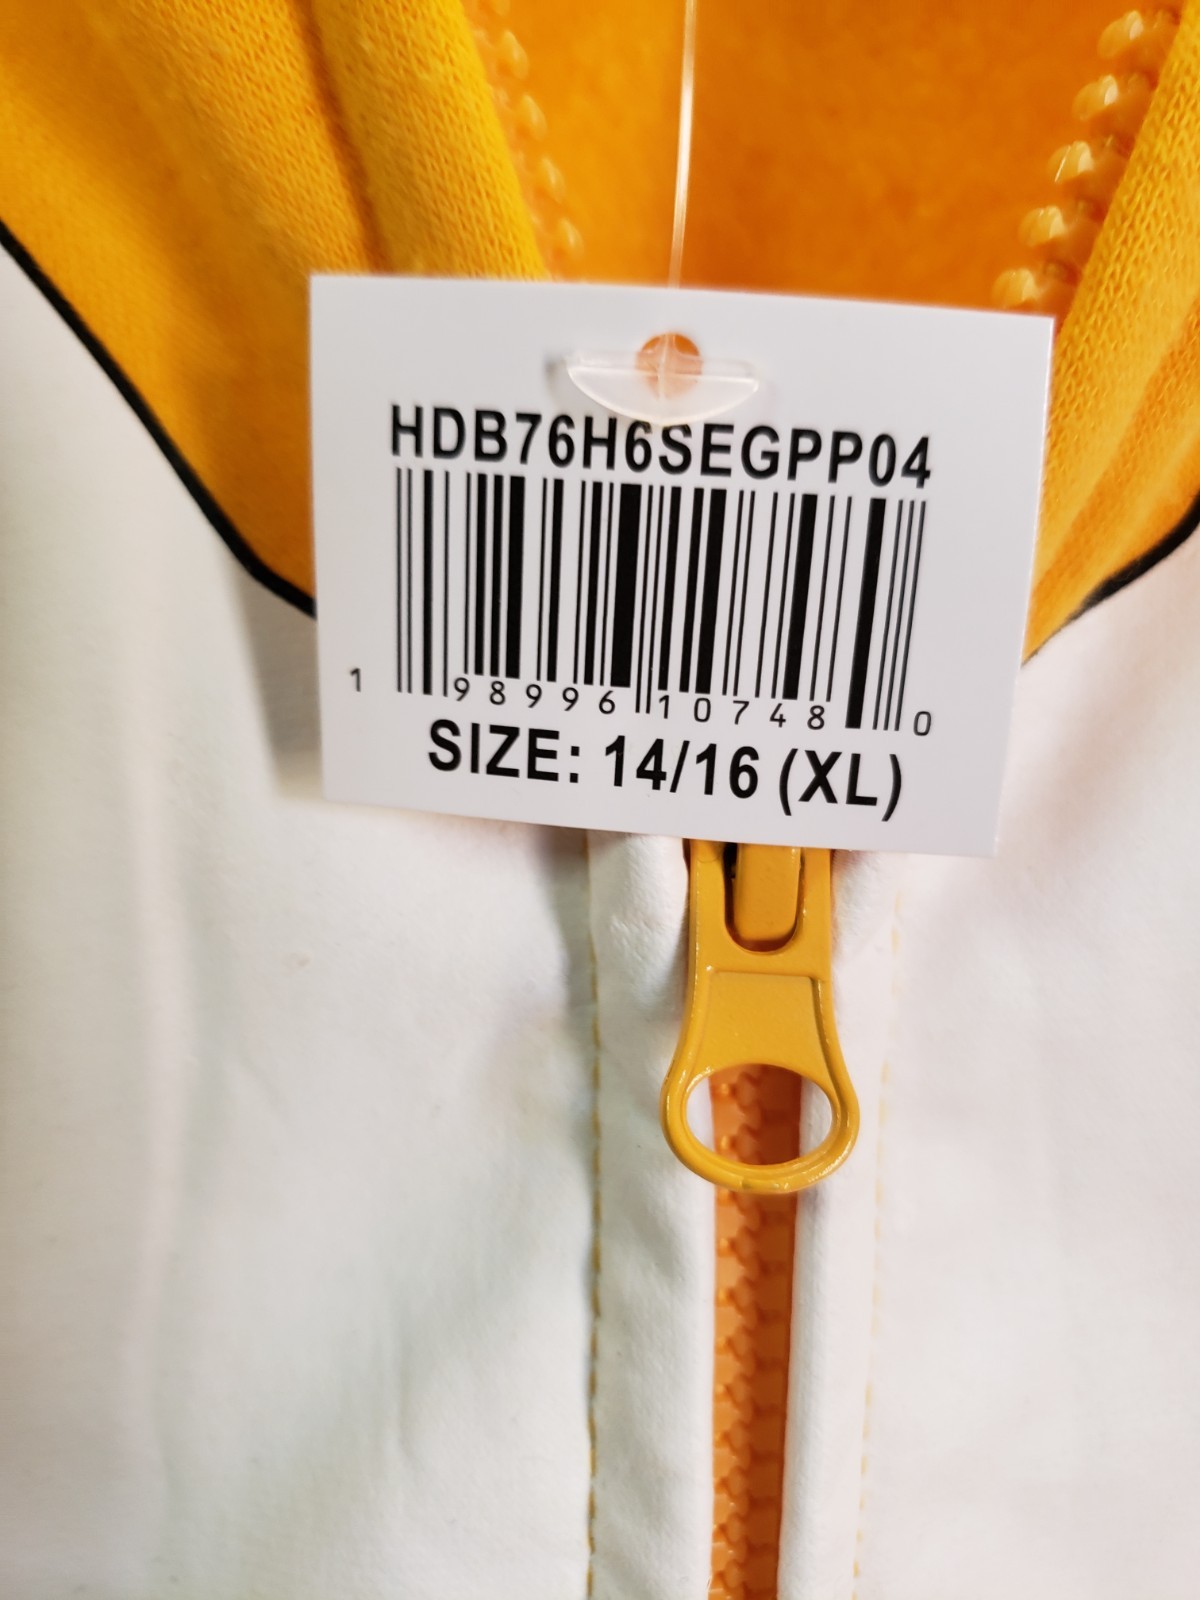 HDB76H6SEGPP04
1 98996 10748 0
SIZE: 14/16 (XL)